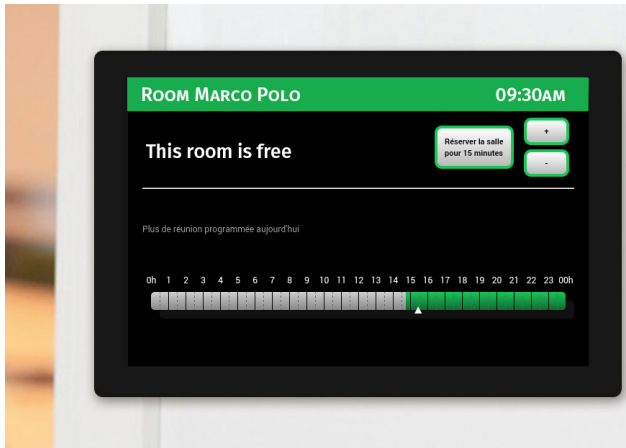 ROOM MARCO POLO 09:30AM
This room is free
Réserver la salle
pour 15 minutes
+
-
Plus de réunion programmée aujourd'hui
0h 1 2 3 4 5 6 7 8 9 10 11 12 13 14 15 16 17 18 19 20 21 22 23 00h